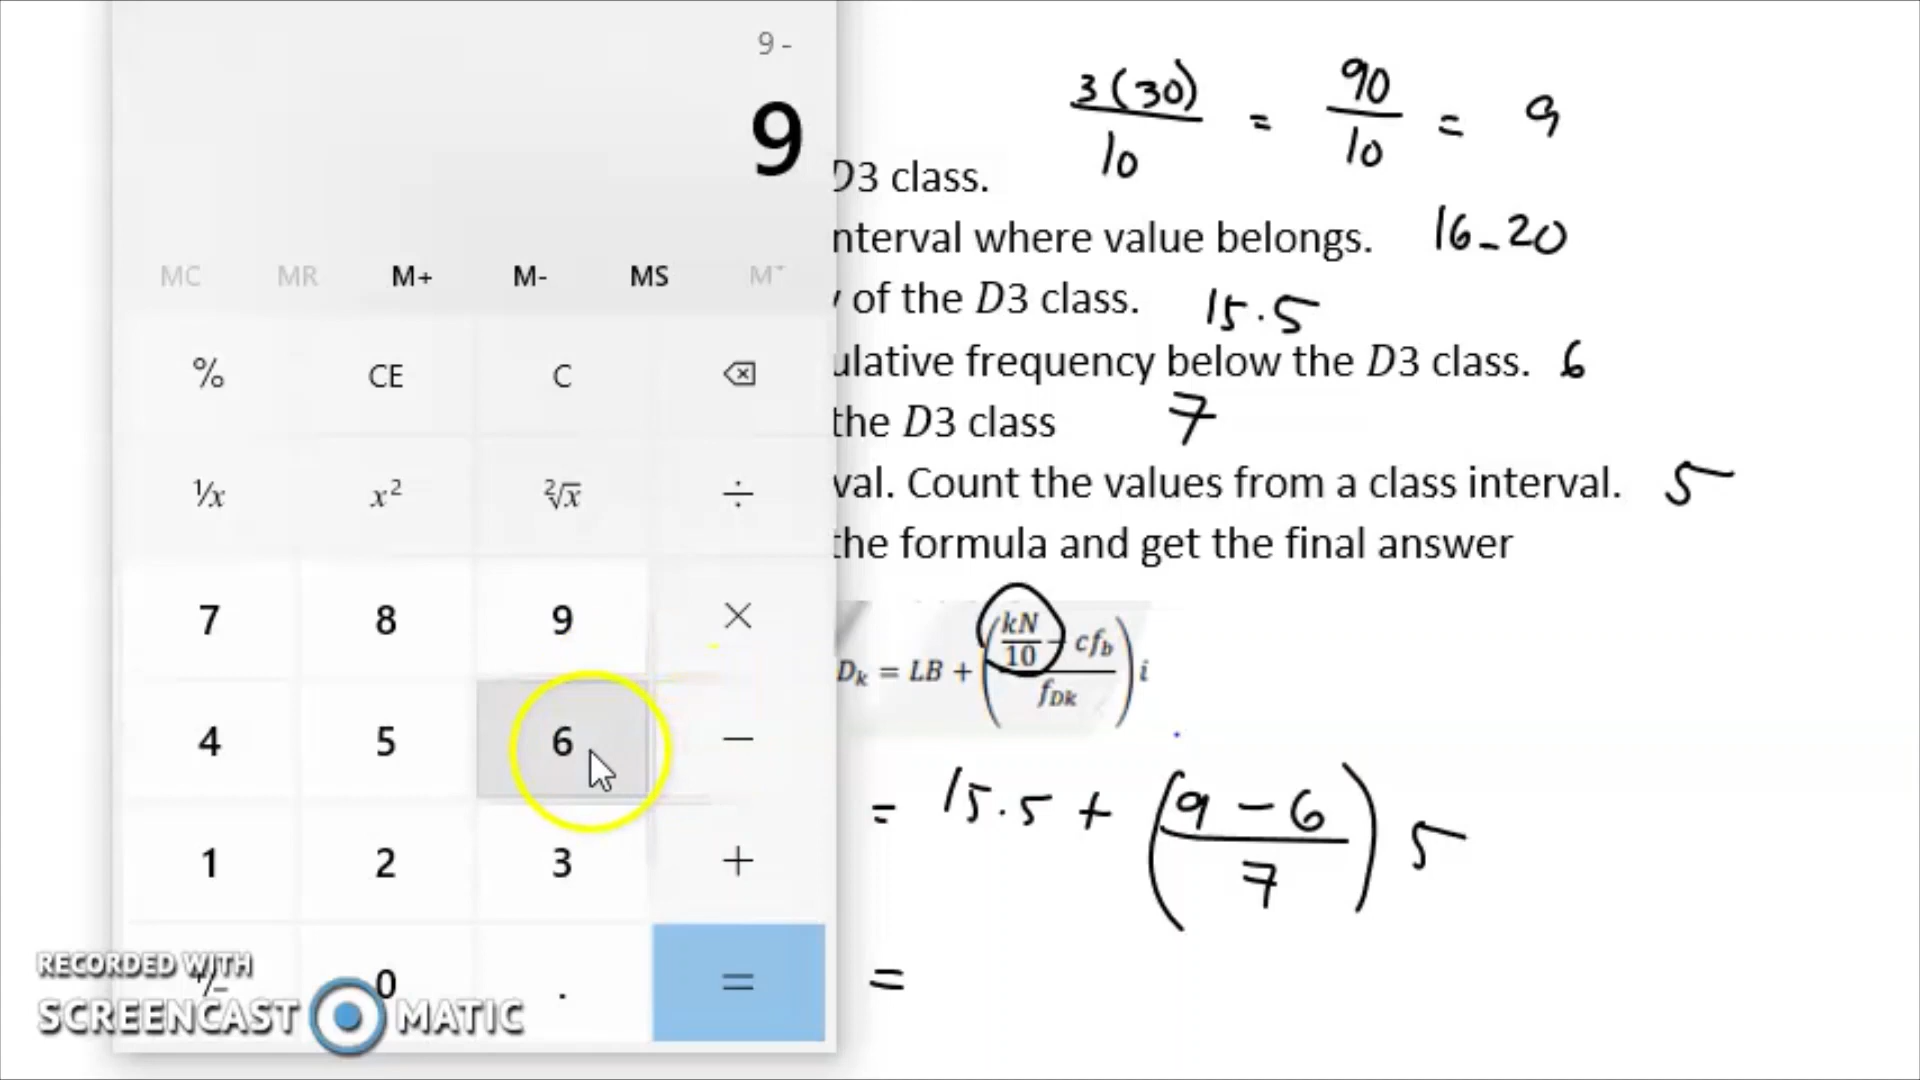 9 -
9
MC MR M+ M- MS M˅
% CE C
⅟x x² ²√x ÷
7 8 9 ×
4 5 6 −
1 2 3 +
+/- 0 . =
3(30)/10 = 90/10 = 9
D3 class.
nterval where value belongs. 16-20
y of the D3 class. 15.5
ulative frequency below the D3 class. 6
the D3 class 7
val. Count the values from a class interval. 5
the formula and get the final answer
Dk = LB + (kN/10 − cfb / fDk) i
= 15.5 + (9 − 6 / 7) 5
=
RECORDED WITH
SCREENCAST MATIC